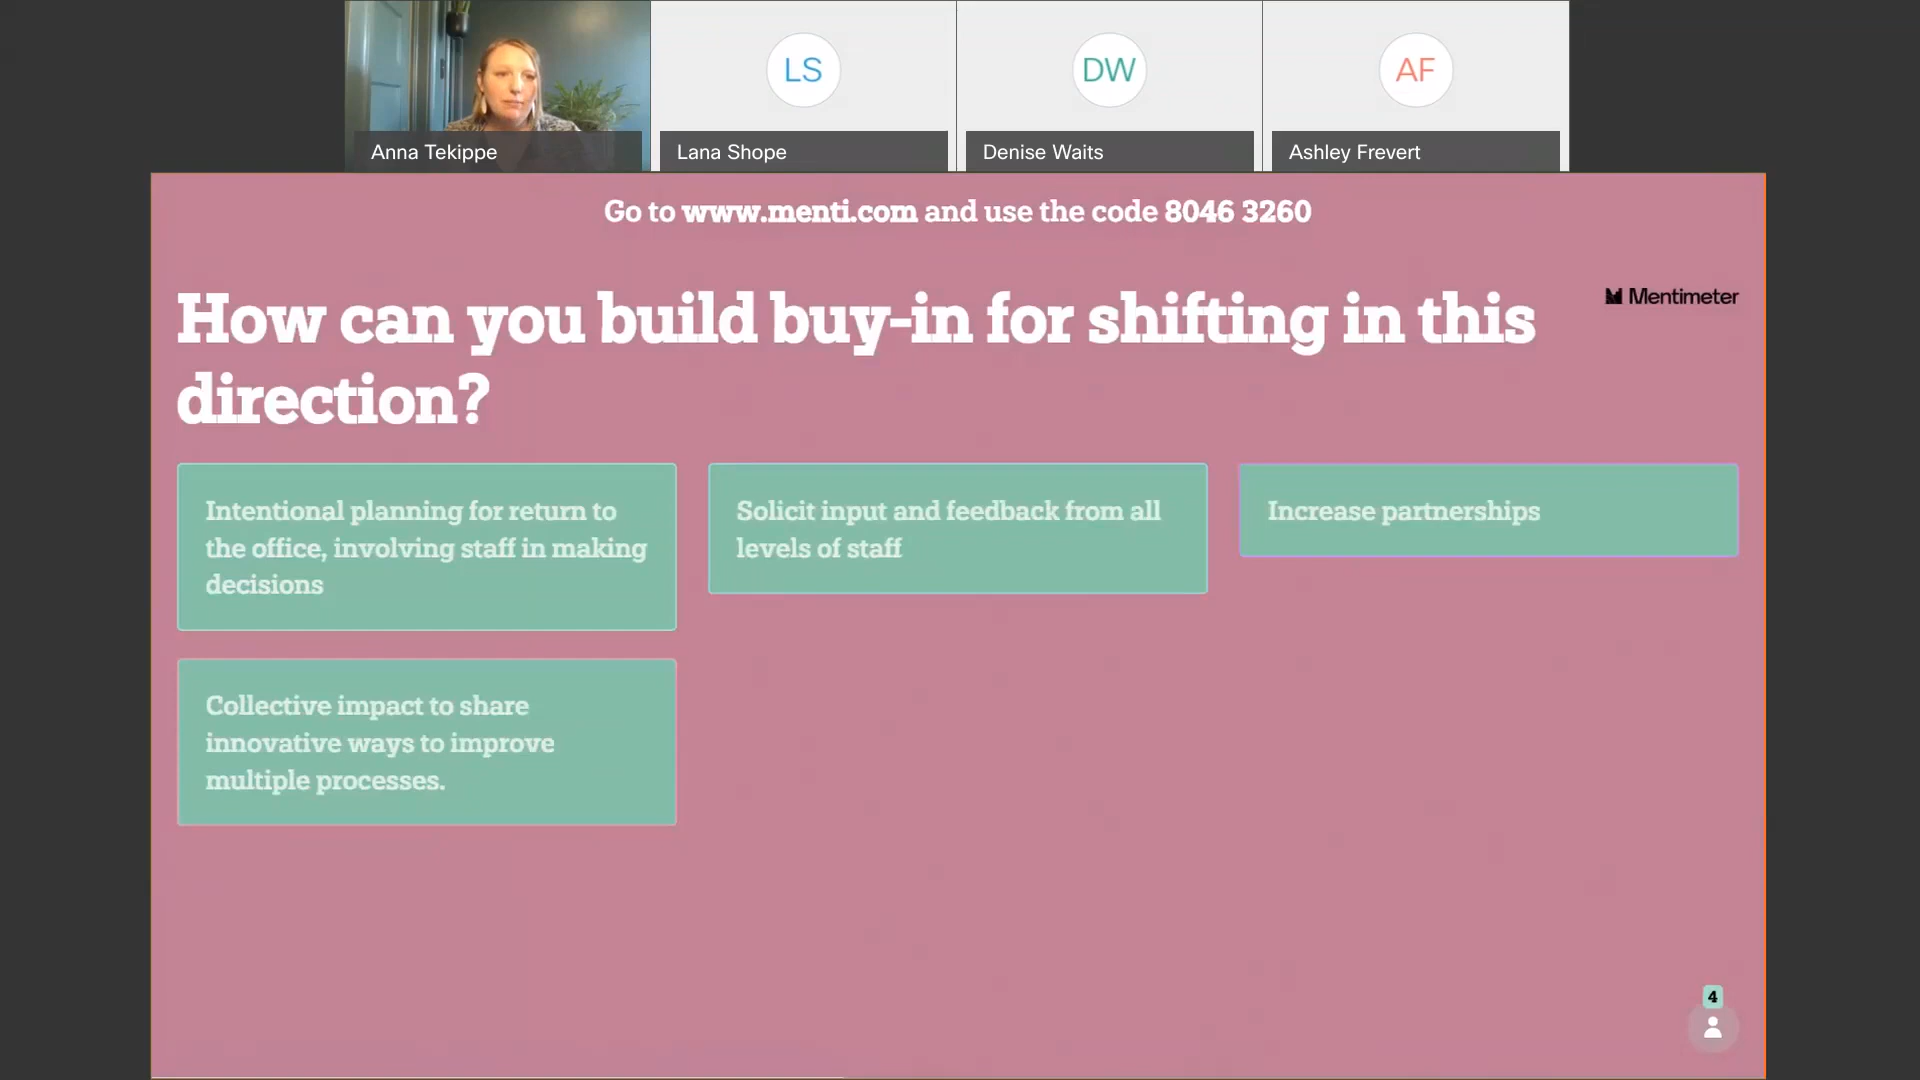 LS
DW
AF
Anna Tekippe
Lana Shope
Denise Waits
Ashley Frevert
Go to www.menti.com and use the code 8046 3260
Mentimeter
How can you build buy-in for shifting in this
direction?
Intentional planning for return to
the office, involving staff in making
decisions
Solicit input and feedback from all
levels of staff
Increase partnerships
Collective impact to share
innovative ways to improve
multiple processes.
4